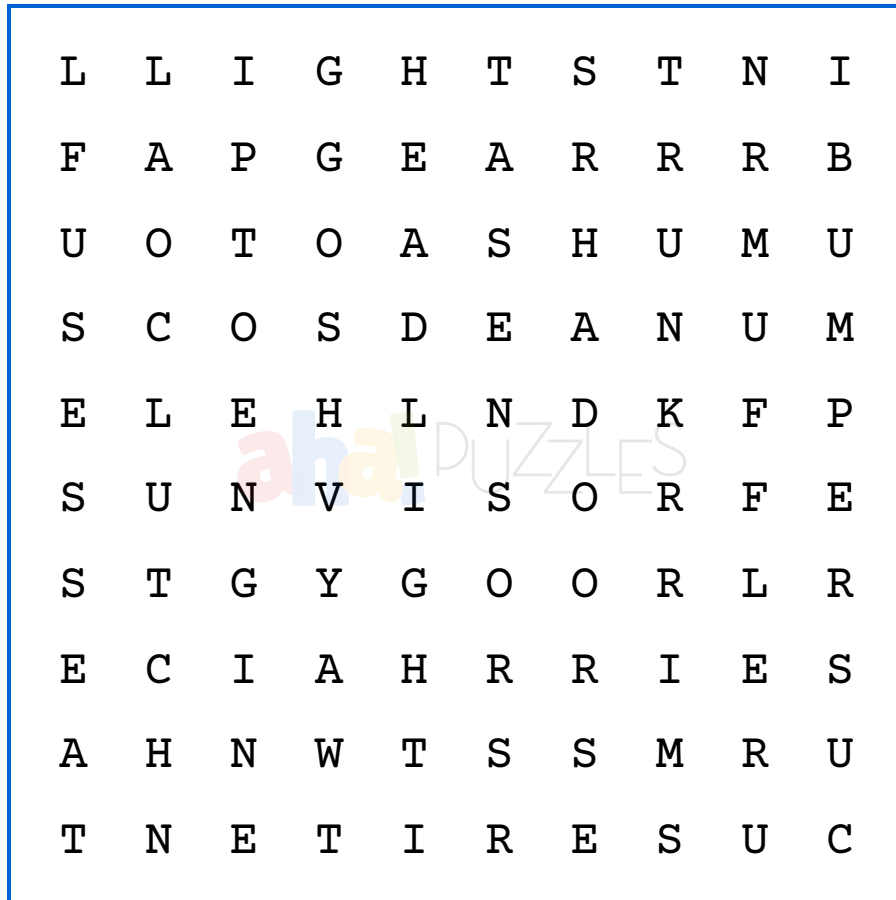 L L I G H T S T N I
F A P G E A R R R B
U O T O A S H U M U
S C O S D E A N U M
E L E H L N D K F P
aha! PUZZLES
S U N V I S O R F E
S T G Y G O O R L R
E C I A H R R I E S
A H N W T S S M R U
T N E T I R E S U C